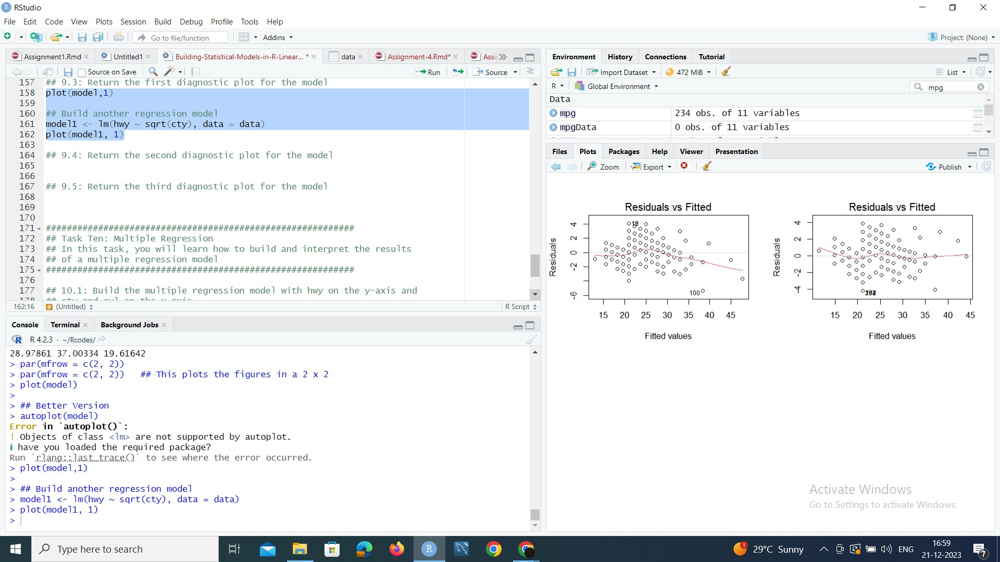 RStudio
File Edit Code View Plots Session Build Debug Profile Tools Help
Go to file/function Addins Project: (None)
Assignment1.Rmd Untitled1 Building-Statistical-Models-in-R-Linear... * data Assignment-4.Rmd*
Source on Save Run Source
157 ## 9.3: Return the first diagnostic plot for the model
158 plot(model,1)
159
160 ## Build another regression model
161 model1 <- lm(hwy ~ sqrt(cty), data = data)
162 plot(model1, 1)
163
164 ## 9.4: Return the second diagnostic plot for the model
165
166
167 ## 9.5: Return the third diagnostic plot for the model
168
169
170
171 ###########################################################
172 ## Task Ten: Multiple Regression
173 ## In this task, you will learn how to build and interpret the results
174 ## of a multiple regression model
175 ###########################################################
176
177 ## 10.1: Build the multiple regression model with hwy on the y-axis and
162:16 (Untitled) R Script
Console Terminal Background Jobs
R 4.2.3 · ~/Rcodes/
28.97861 37.00334 19.61642
> par(mfrow = c(2, 2))
> par(mfrow = c(2, 2)) ## This plots the figures in a 2 x 2
> plot(model)
>
> ## Better Version
> autoplot(model)
Error in `autoplot()`:
! Objects of class <lm> are not supported by autoplot.
i have you loaded the required package?
Run `rlang::last_trace()` to see where the error occurred.
> plot(model,1)
>
> ## Build another regression model
> model1 <- lm(hwy ~ sqrt(cty), data = data)
> plot(model1, 1)
>
Environment History Connections Tutorial
Import Dataset 472 MiB List
R Global Environment mpg
Data
mpg 234 obs. of 11 variables
mpgData 0 obs. of 11 variables
Files Plots Packages Help Viewer Presentation
Zoom Export Publish
Residuals vs Fitted
Residuals
4
2
0
-2
-6
100
15 20 25 30 35 40 45
Fitted values
Residuals vs Fitted
Residuals
4
2
0
-2
-4
15 20 25 30 35 40 45
Fitted values
Activate Windows
Go to Settings to activate Windows.
Type here to search
1 29°C Sunny ENG 16:59
21-12-2023
7